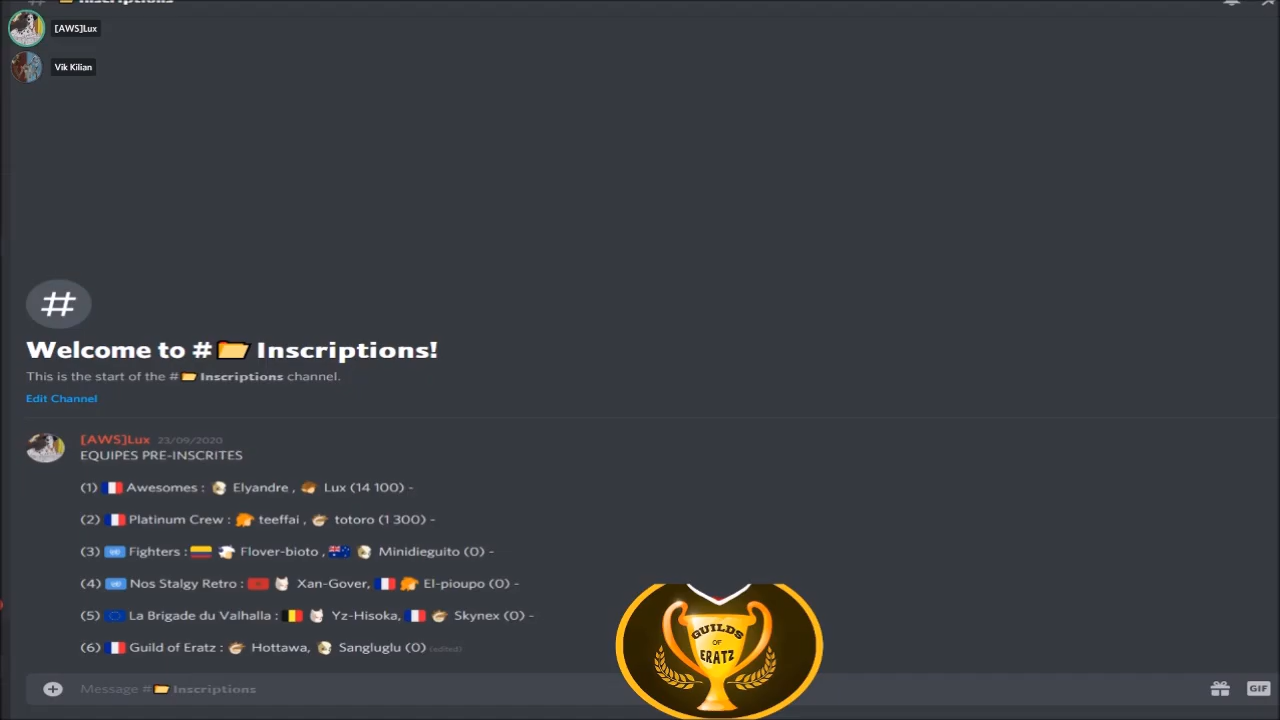 Inscriptions
[AWS]Lux
Vik Kilian
#
Welcome to # Inscriptions!
This is the start of the # Inscriptions channel.
Edit Channel
[AWS]Lux 23/09/2020
EQUIPES PRE-INSCRITES
(1) Awesomes : Elyandre , Lux (14 100) -
(2) Platinum Crew : teeffai , totoro (1 300) -
(3) Fighters : Flover-bioto , Minidieguito (0) -
(4) Nos Stalgy Retro : Xan-Gover, El-pioupo (0) -
(5) La Brigade du Valhalla : Yz-Hisoka, Skynex (0) -
(6) Guild of Eratz : Hottawa, Sangluglu (0) (edited)
GUILDS
OF
ERATZ
Message # Inscriptions
GIF